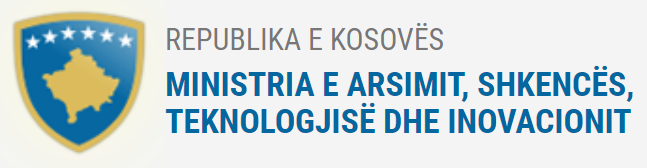 REPUBLIKA E KOSOVËS
MINISTRIA E ARSIMIT, SHKENCËS,
TEKNOLOGJISË DHE INOVACIONIT